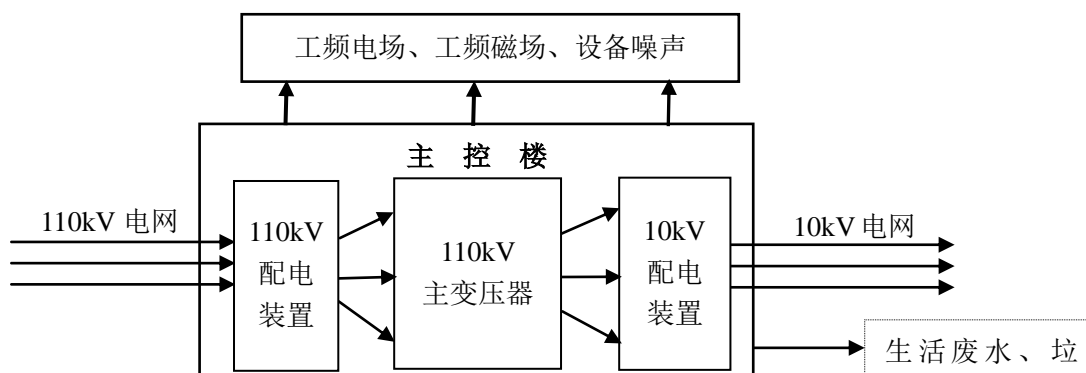 工频电场、工频磁场、设备噪声
主 控 楼
110kV 电网
110kV
配电
装置
110kV
主变压器
10kV
配电
装置
10kV 电网
生活废水、垃